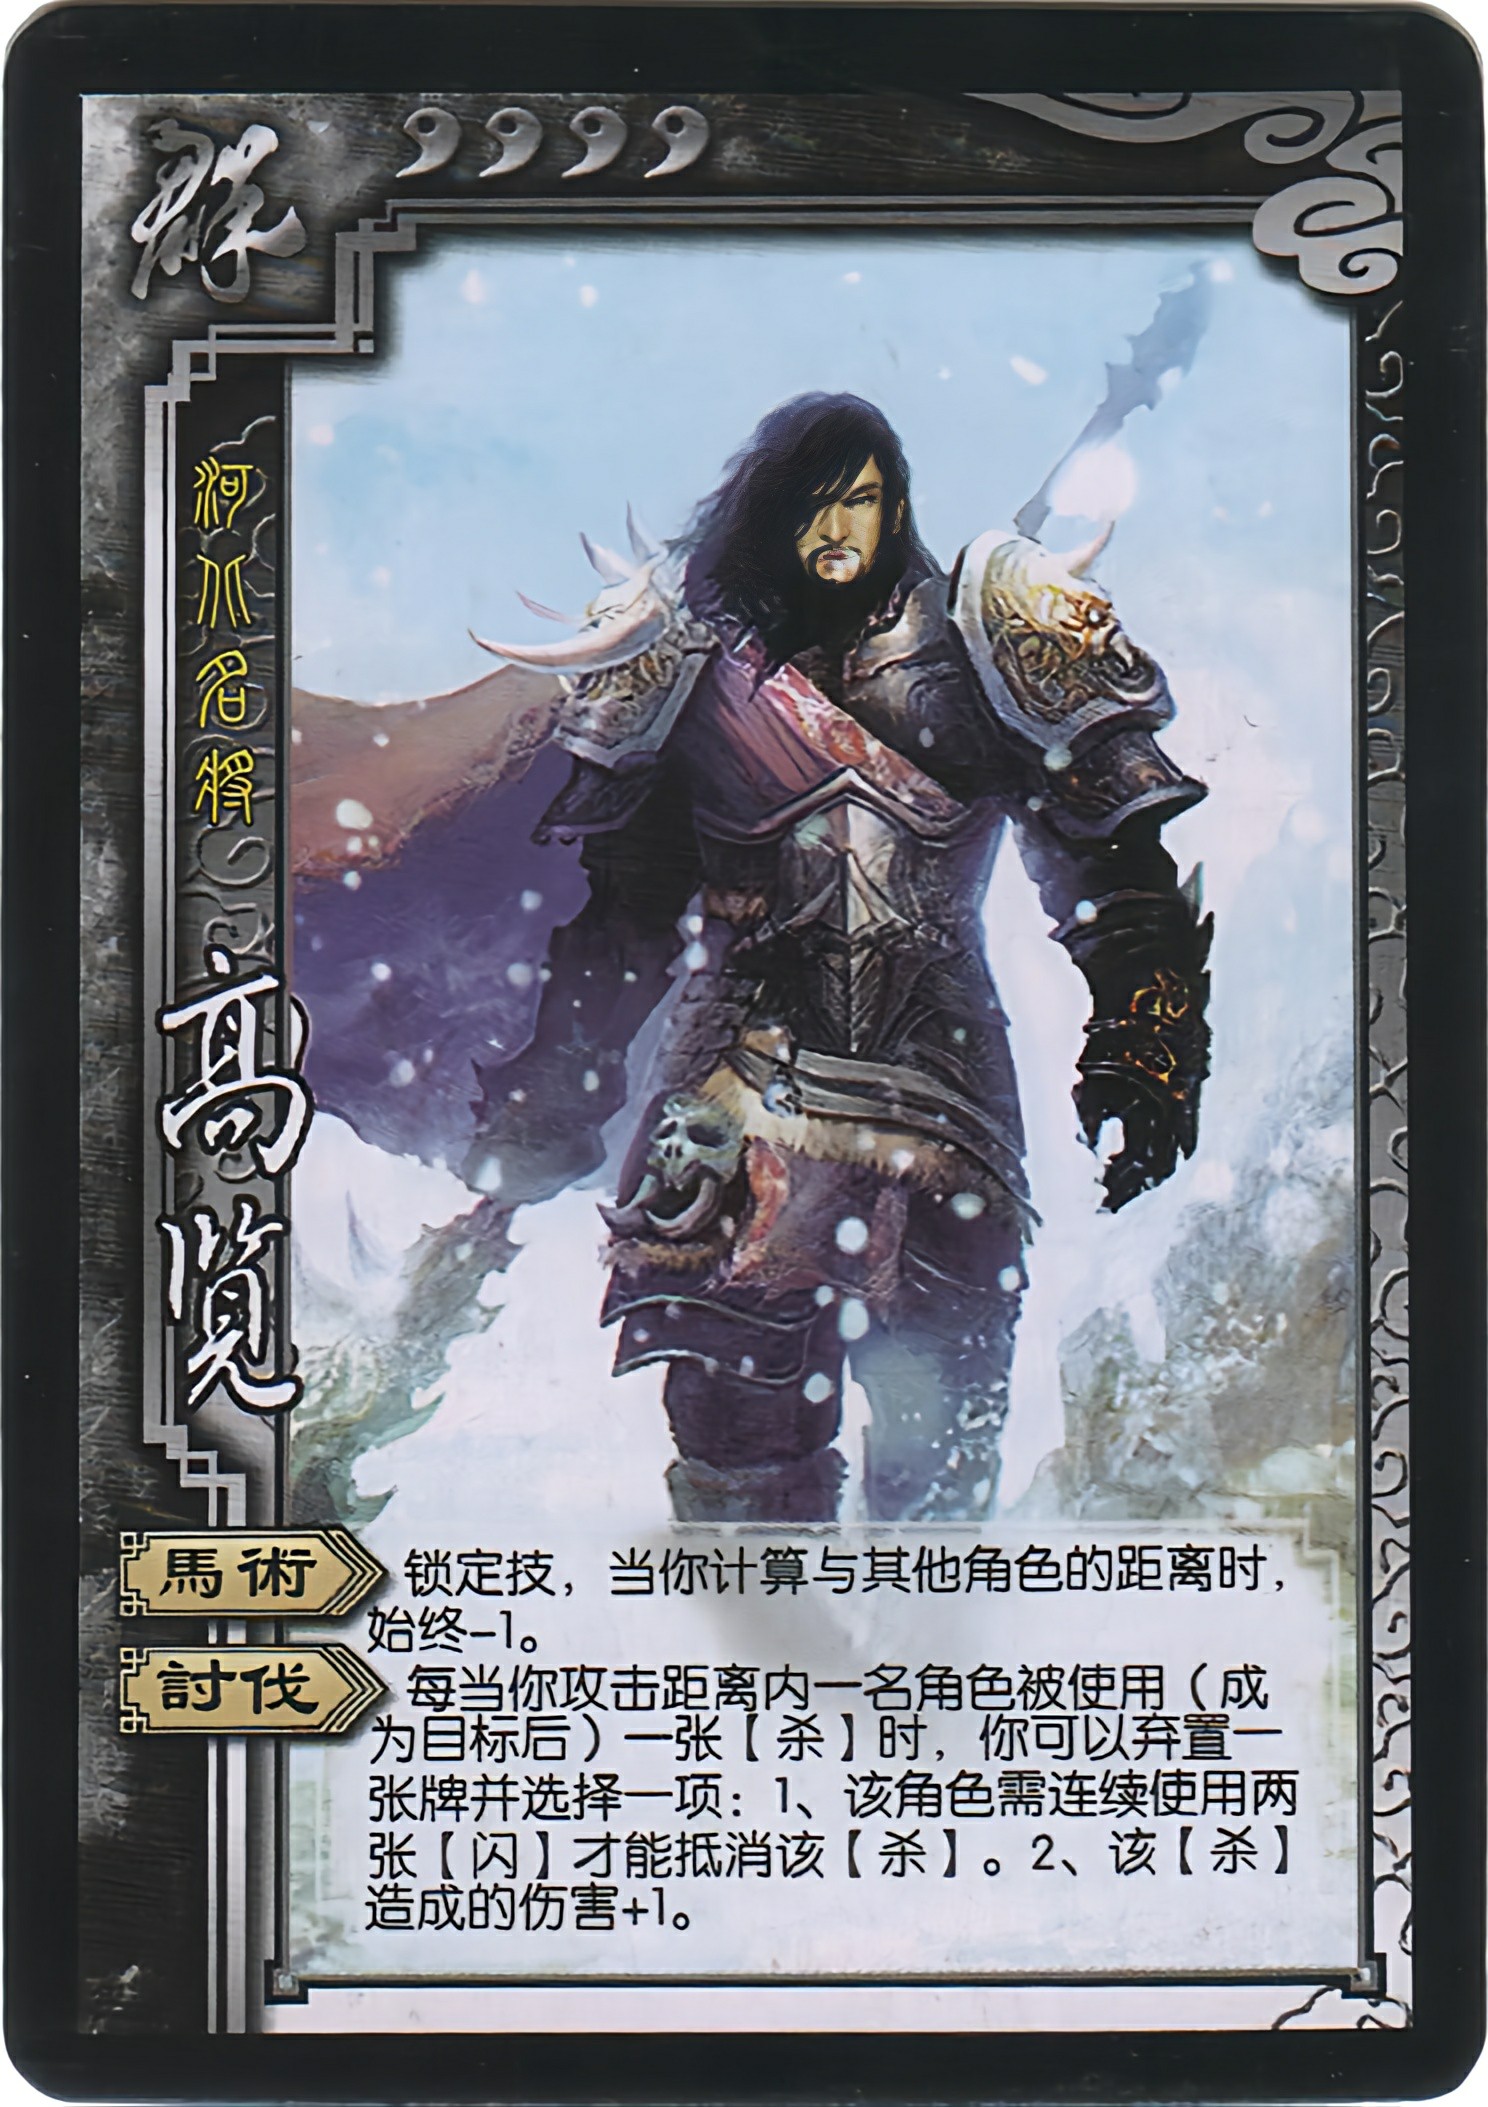 群
河北名将
高覽
馬術
锁定技，当你计算与其他角色的距离时，
始终-1。
討伐
每当你攻击距离内一名角色被使用（成
为目标后）一张【杀】时，你可以弃置一
张牌并选择一项：1、该角色需连续使用两
张【闪】才能抵消该【杀】。2、该【杀】
造成的伤害+1。